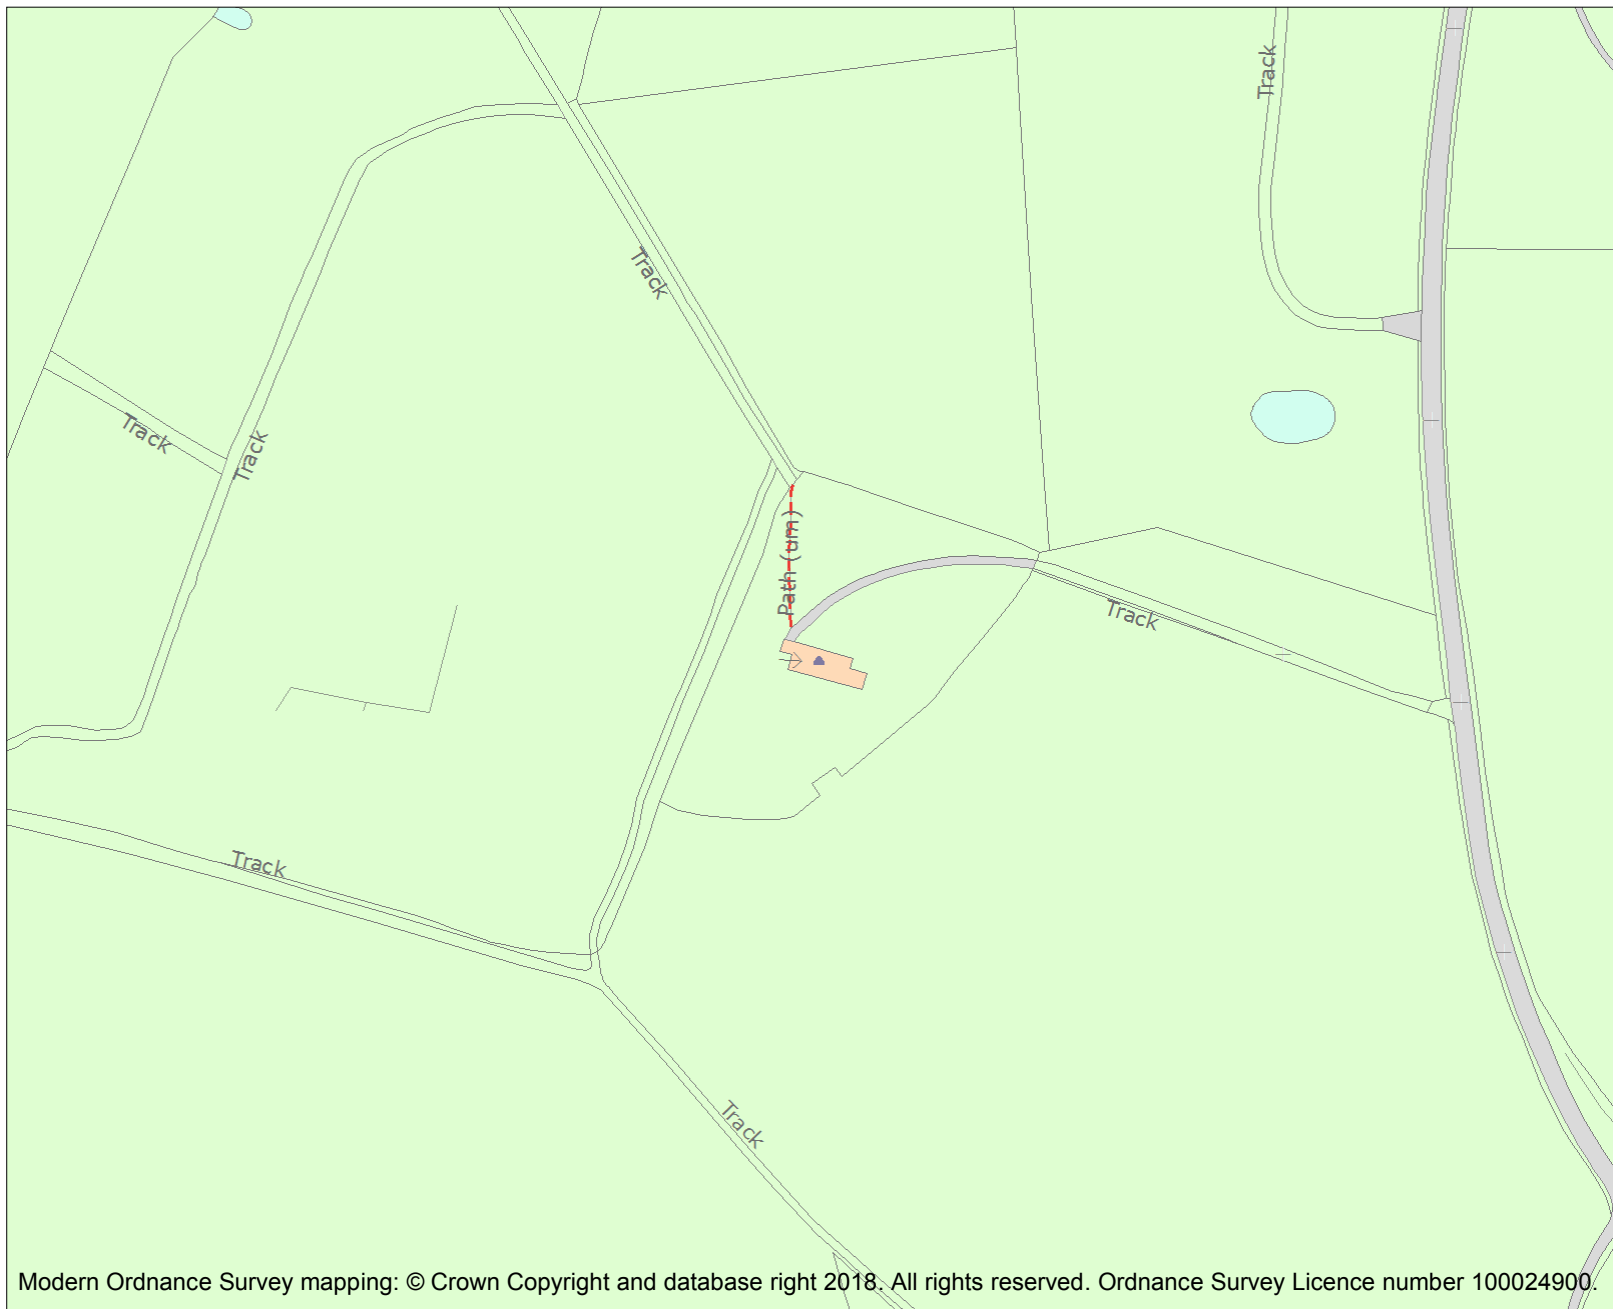 Track
Track
Track
Track
Path (um)
Track
Track
Track
Modern Ordnance Survey mapping: © Crown Copyright and database right 2018. All rights reserved. Ordnance Survey Licence number 100024900.